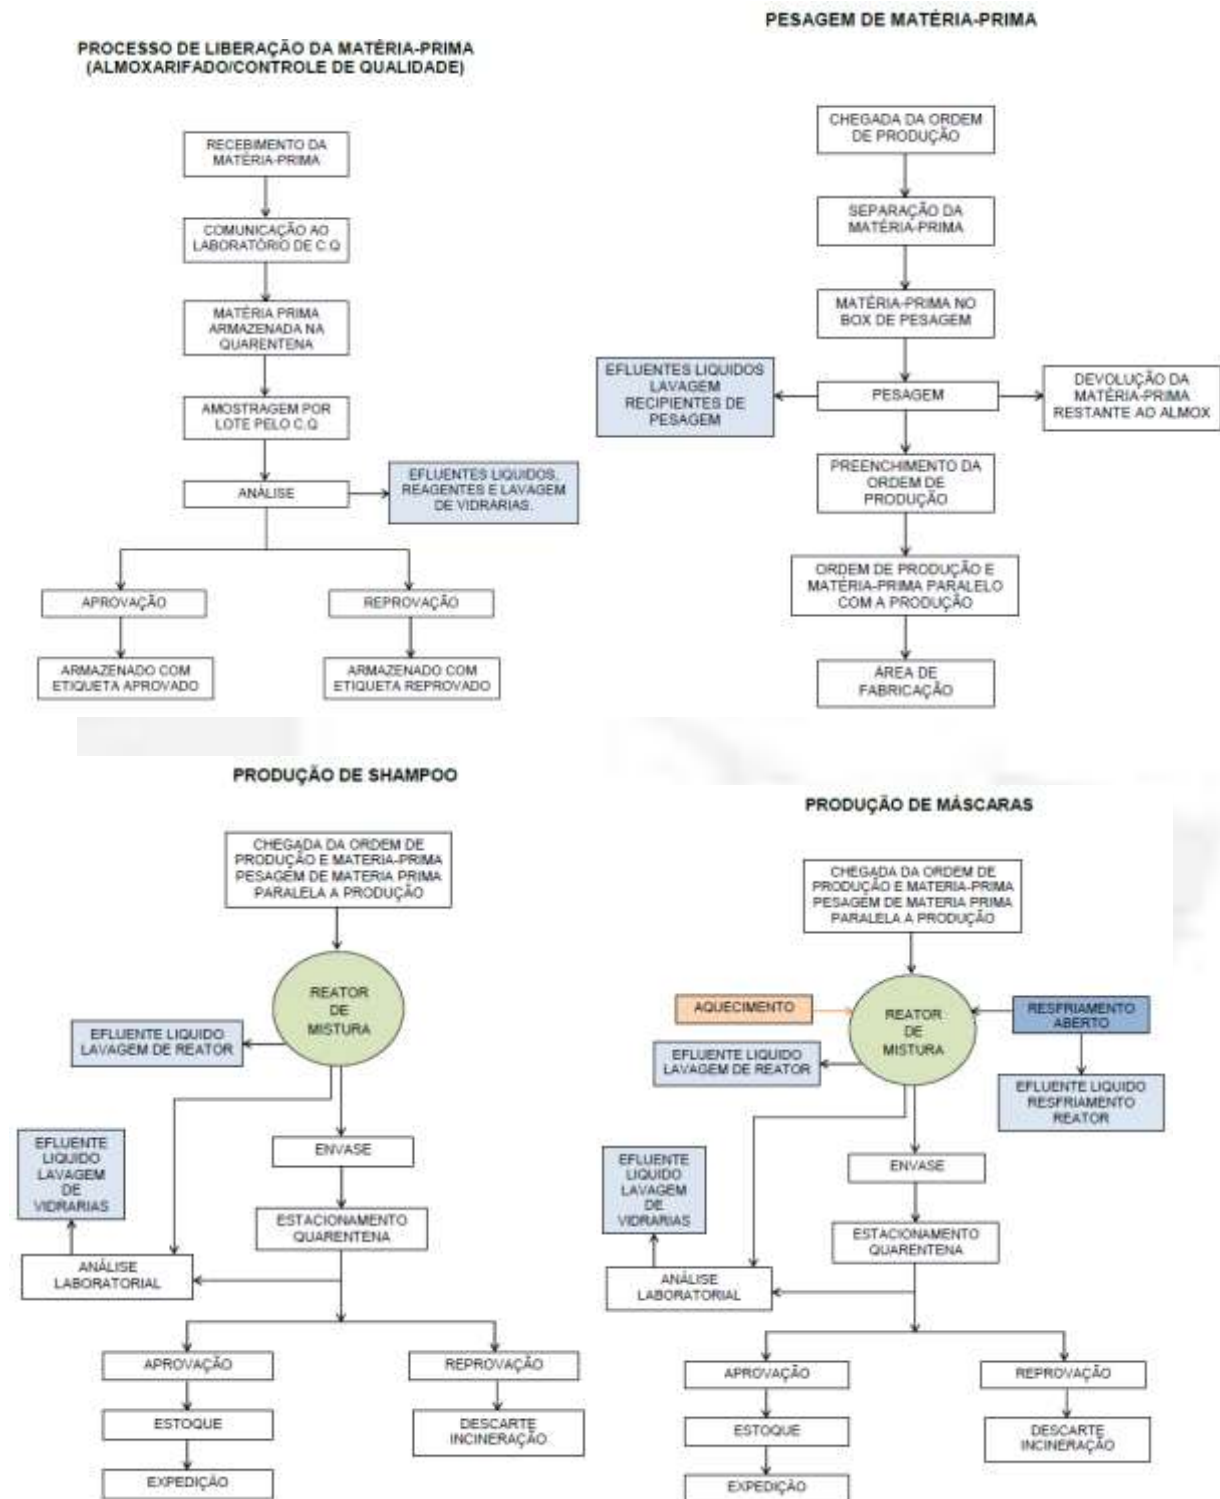 PROCESSO DE LIBERAÇÃO DA MATÉRIA-PRIMA
(ALMOXARIFADO/CONTROLE DE QUALIDADE)
RECEBIMENTO DA
MATÉRIA-PRIMA
COMUNICAÇÃO AO
LABORATÓRIO DE C.Q
MATÉRIA PRIMA
ARMAZENADA NA
QUARENTENA
AMOSTRAGEM POR
LOTE PELO C.Q
ANÁLISE
EFLUENTES LIQUIDOS,
REAGENTES E LAVAGEM
DE VIDRARIAS.
APROVAÇÃO
REPROVAÇÃO
ARMAZENADO COM
ETIQUETA APROVADO
ARMAZENADO COM
ETIQUETA REPROVADO
PESAGEM DE MATÉRIA-PRIMA
CHEGADA DA ORDEM
DE PRODUÇÃO
SEPARAÇÃO DA
MATÉRIA-PRIMA
MATÉRIA-PRIMA NO
BOX DE PESAGEM
EFLUENTES LIQUIDOS
LAVAGEM
RECIPIENTES DE
PESAGEM
PESAGEM
DEVOLUÇÃO DA
MATÉRIA-PRIMA
RESTANTE AO ALMOX
PREENCHIMENTO DA
ORDEM DE
PRODUÇÃO
ORDEM DE PRODUÇÃO E
MATÉRIA-PRIMA PARALELO
COM A PRODUÇÃO
ÁREA DE
FABRICAÇÃO
PRODUÇÃO DE SHAMPOO
CHEGADA DA ORDEM DE
PRODUÇÃO E MATERIA-PRIMA
PESAGEM DE MATERIA PRIMA
PARALELA A PRODUÇÃO
REATOR
DE
MISTURA
EFLUENTE LIQUIDO
LAVAGEM DE REATOR
EFLUENTE
LIQUIDO
LAVAGEM
DE
VIDRARIAS
ENVASE
ESTACIONAMENTO
QUARENTENA
ANÁLISE
LABORATORIAL
APROVAÇÃO
REPROVAÇÃO
ESTOQUE
DESCARTE
INCINERAÇÃO
EXPEDIÇÃO
PRODUÇÃO DE MÁSCARAS
CHEGADA DA ORDEM DE
PRODUÇÃO E MATERIA-PRIMA
PESAGEM DE MATERIA PRIMA
PARALELA A PRODUÇÃO
AQUECIMENTO
REATOR
DE
MISTURA
RESFRIAMENTO
ABERTO
EFLUENTE LIQUIDO
LAVAGEM DE REATOR
EFLUENTE LIQUIDO
RESFRIAMENTO
REATOR
EFLUENTE
LIQUIDO
LAVAGEM
DE
VIDRARIAS
ENVASE
ESTACIONAMENTO
QUARENTENA
ANÁLISE
LABORATORIAL
APROVAÇÃO
REPROVAÇÃO
ESTOQUE
DESCARTE
INCINERAÇÃO
EXPEDIÇÃO